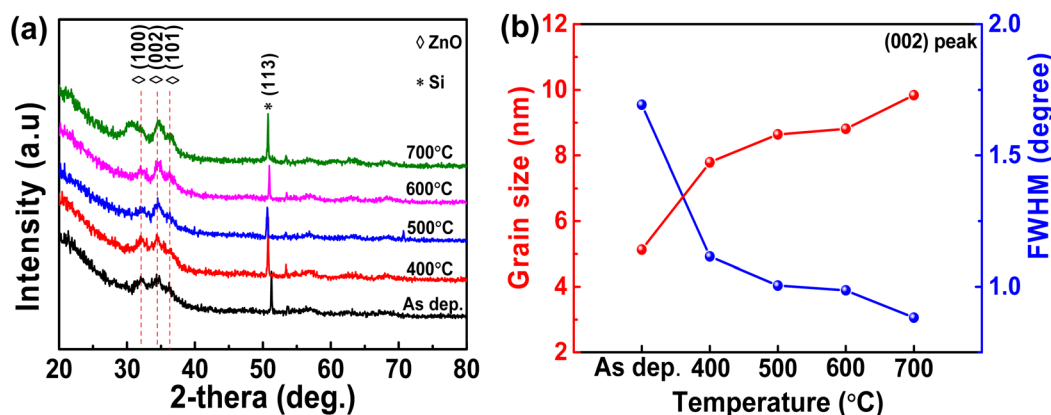 (a)
◊ (100)
◊ (002)
◊ (101)
◊ ZnO
* Si
* (113)
700°C
600°C
500°C
400°C
As dep.
Intensity (a.u)
20 30 40 50 60 70 80
2-thera (deg.)
(b)
(002) peak
12
10
8
6
4
2
Grain size (nm)
2.0
1.5
1.0
FWHM (degree)
As dep. 400 500 600 700
Temperature (°C)